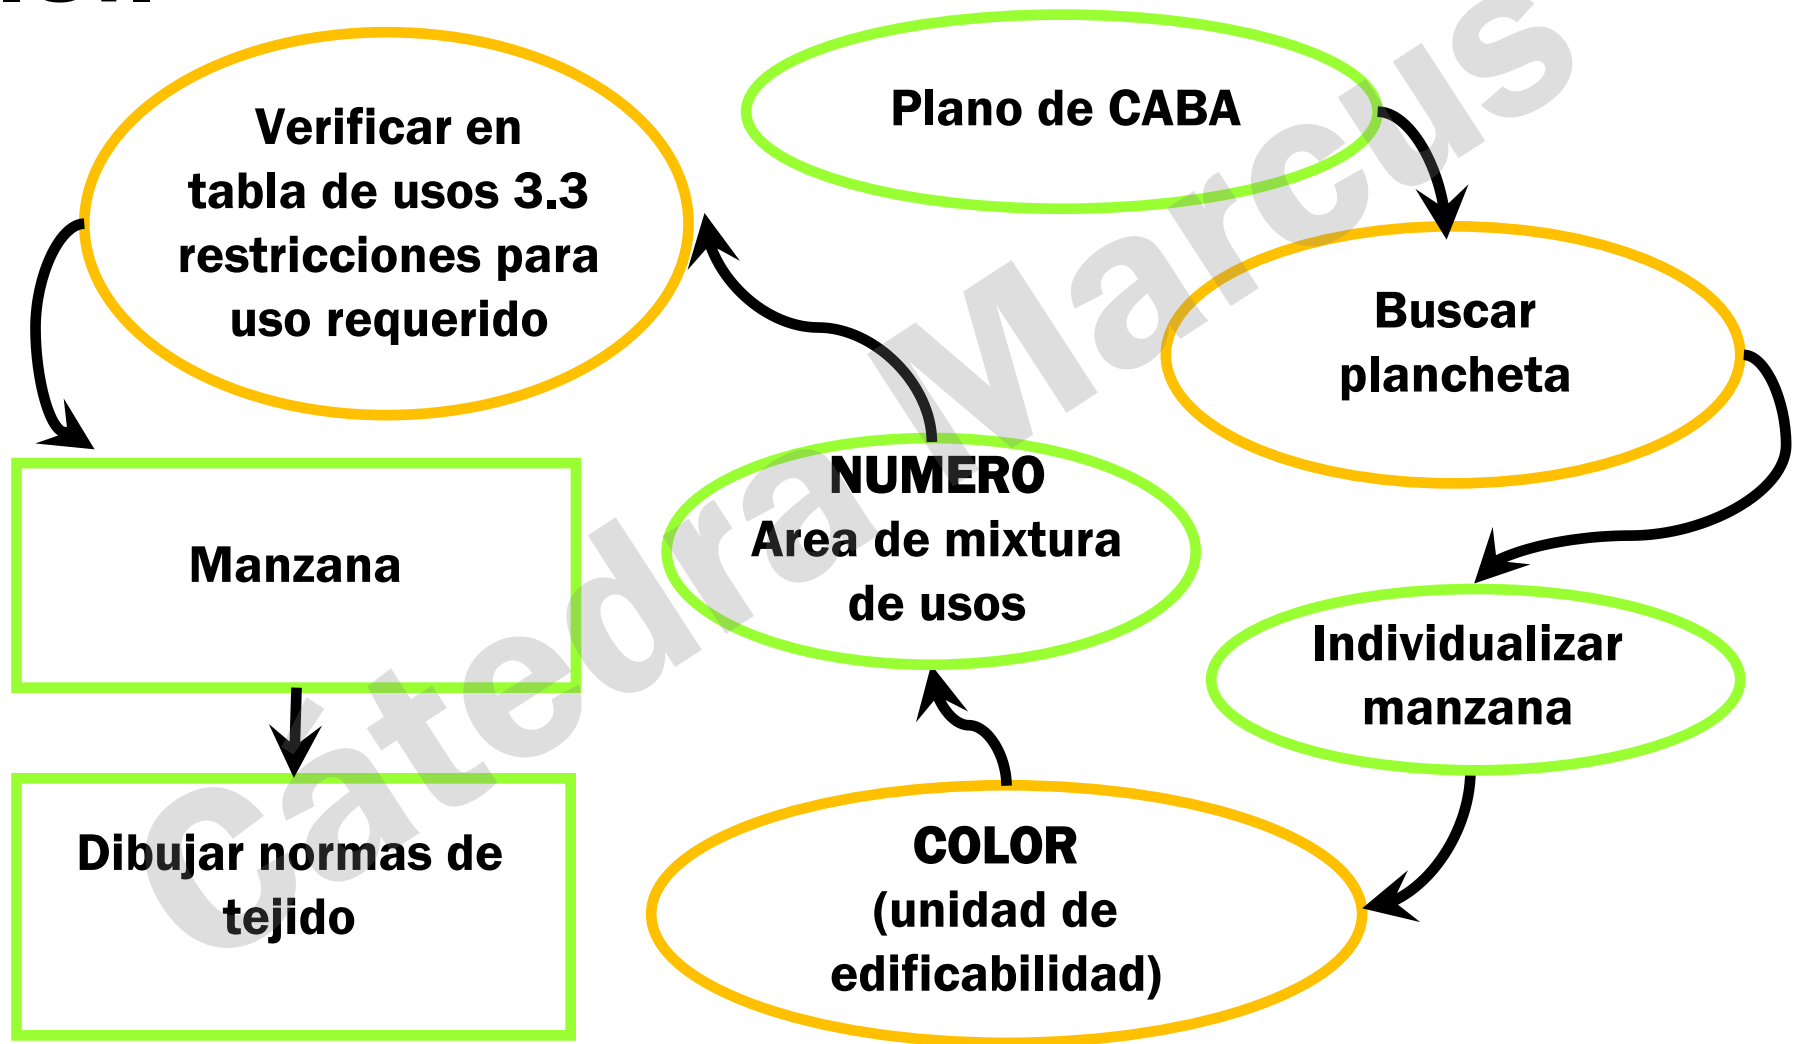 Plano de CABA
Buscar
plancheta
Individualizar
manzana
COLOR
(unidad de
edificabilidad)
NUMERO
Area de mixtura
de usos
Verificar en
tabla de usos 3.3
restricciones para
uso requerido
Manzana
Dibujar normas de
tejido
Cátedra Marcus